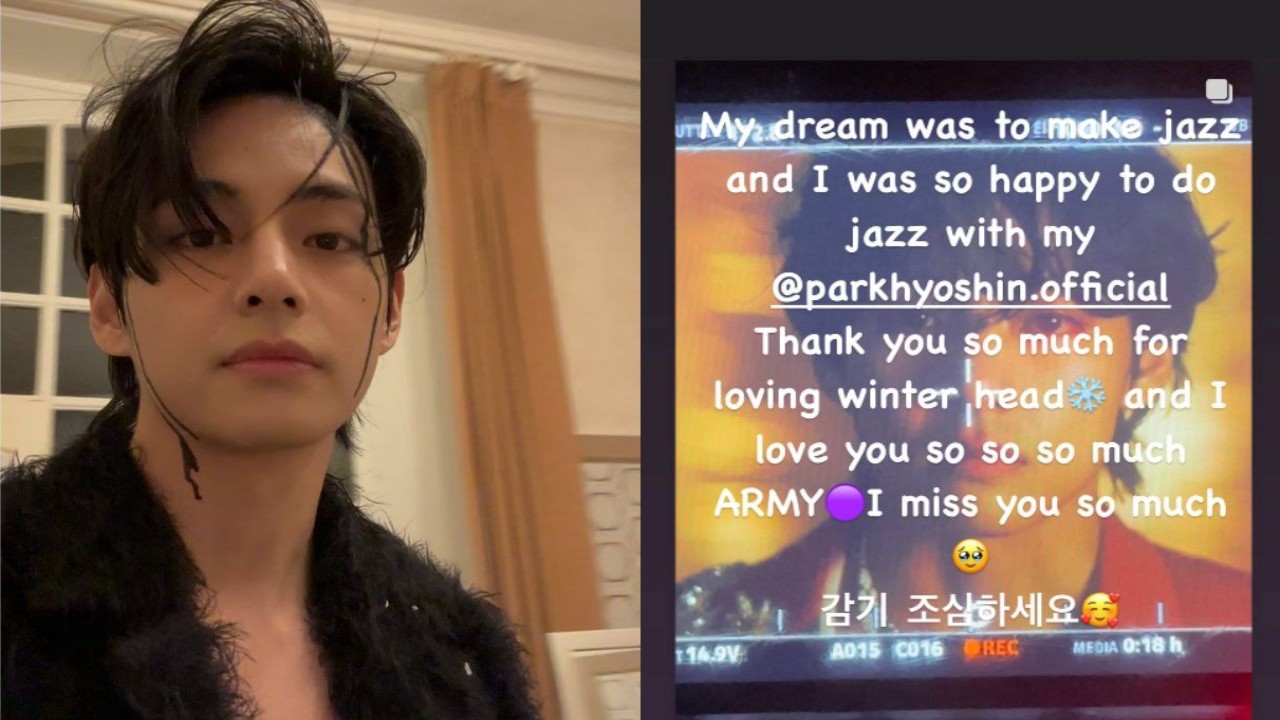 My dream was to make jazz
and I was so happy to do
jazz with my
@parkhyoshin.official
Thank you so much for
loving winter head❄️ and I
love you so so so much
ARMY🟣I miss you so much
🥹
감기 조심하세요🥰
14.9V A015 C016 REC MEDIA 0:18 h